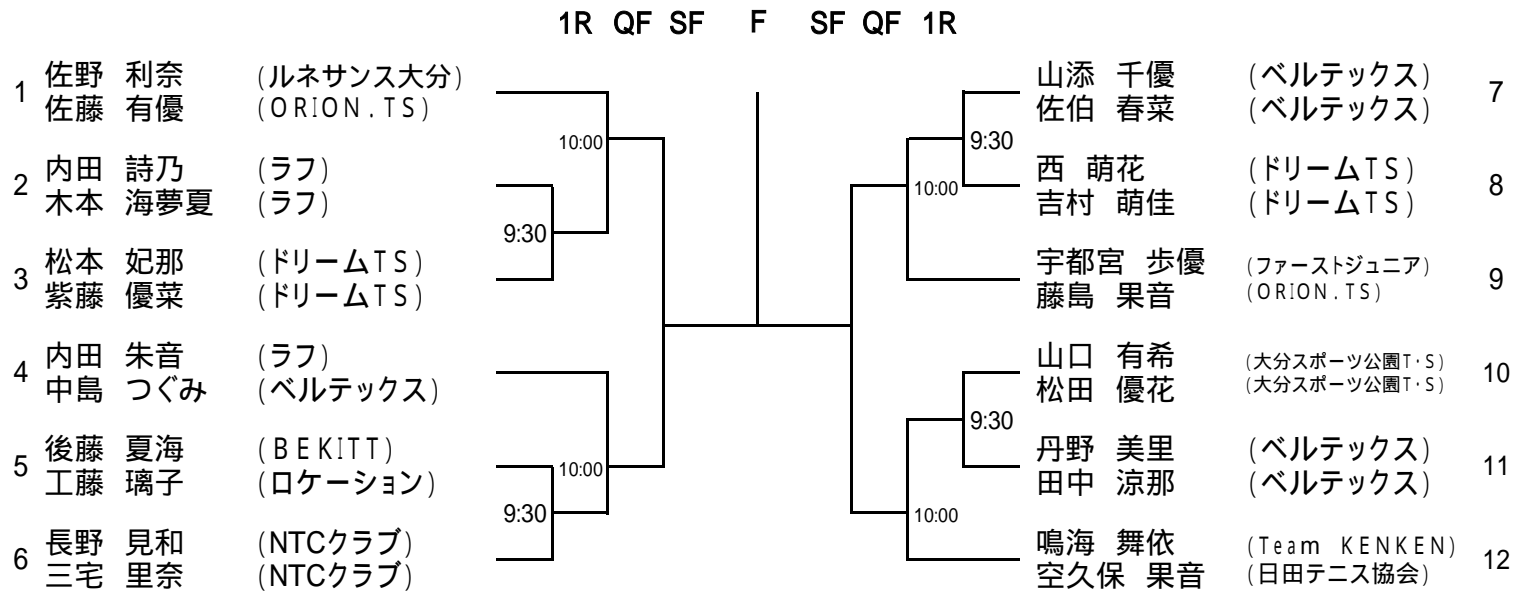 1R QF SF F SF QF 1R
1 佐野 利奈 (ルネサンス大分)
佐藤 有優 (ORION.TS)
2 内田 詩乃 (ラフ)
木本 海夢夏 (ラフ)
3 松本 妃那 (ドリームTS)
紫藤 優菜 (ドリームTS)
4 内田 朱音 (ラフ)
中島 つぐみ (ベルテックス)
5 後藤 夏海 (BEKITT)
工藤 璃子 (ロケーション)
6 長野 見和 (NTCクラブ)
三宅 里奈 (NTCクラブ)
10:00
9:30
10:00
9:30
山添 千優 (ベルテックス) 7
佐伯 春菜 (ベルテックス)
西 萌花 (ドリームTS) 8
吉村 萌佳 (ドリームTS)
宇都宮 歩優 (ファーストジュニア) 9
藤島 果音 (ORION.TS)
山口 有希 (大分スポーツ公園T・S) 10
松田 優花 (大分スポーツ公園T・S)
丹野 美里 (ベルテックス) 11
田中 涼那 (ベルテックス)
鳴海 舞依 (Team KENKEN) 12
空久保 果音 (日田テニス協会)
9:30
10:00
9:30
10:00